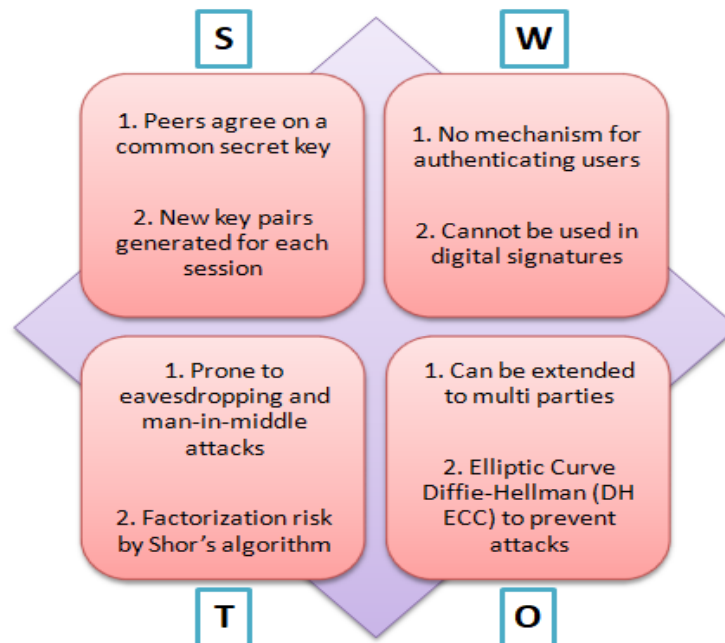 S
W
1. Peers agree on a
common secret key
2. New key pairs
generated for each
session
1. No mechanism for
authenticating users
2. Cannot be used in
digital signatures
1. Prone to
eavesdropping and
man-in-middle
attacks
2. Factorization risk
by Shor's algorithm
1. Can be extended
to multi parties
2. Elliptic Curve
Diffie-Hellman (DH
ECC) to prevent
attacks
T
O